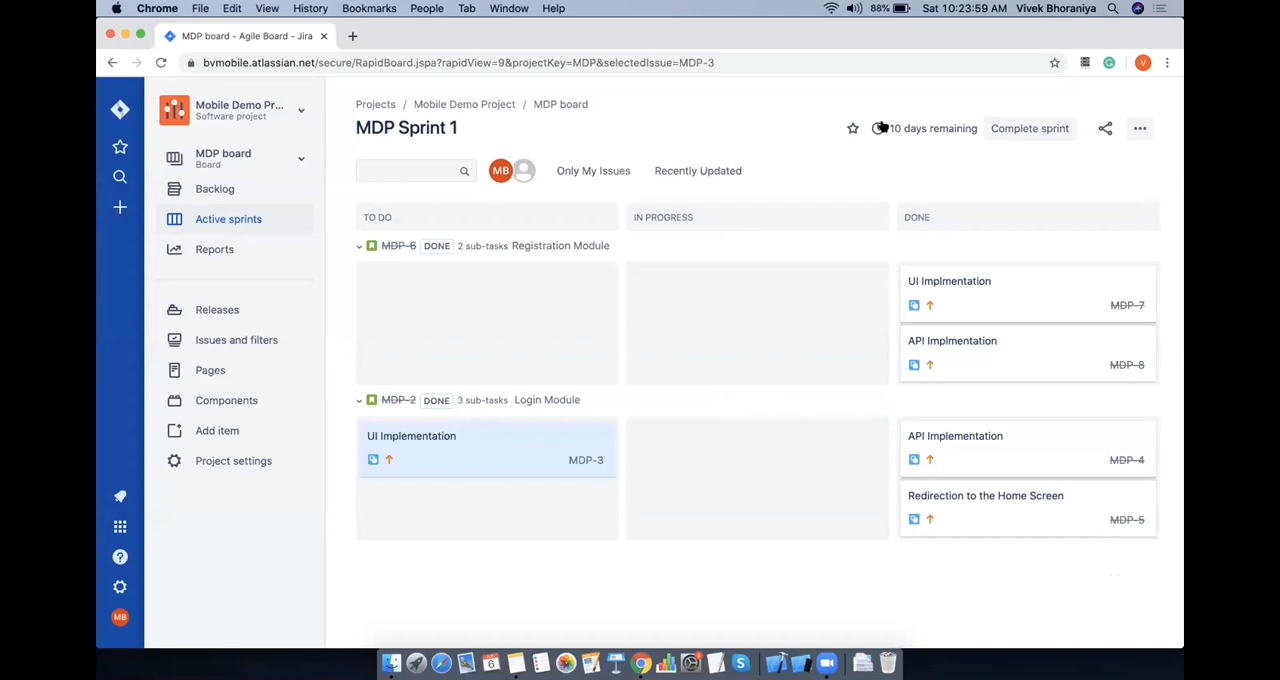 Chrome File Edit View History Bookmarks People Tab Window Help 88% Sat 10:23:59 AM Vivek Bhoraniya
MDP board - Agile Board - Jira
bvmobile.atlassian.net/secure/RapidBoard.jspa?rapidView=9&projectKey=MDP&selectedIssue=MDP-3 V
Mobile Demo Pr...
Software project
MDP board
Board
Backlog
Active sprints
Reports
Releases
Issues and filters
Pages
Components
Add item
Project settings
MB
Projects / Mobile Demo Project / MDP board
MDP Sprint 1
10 days remaining Complete sprint
MB Only My Issues Recently Updated
TO DO IN PROGRESS DONE
MDP-6 DONE 2 sub-tasks Registration Module
UI Implmentation
MDP-7
API Implmentation
MDP-8
MDP-2 DONE 3 sub-tasks Login Module
UI Implementation
MDP-3
API Implementation
MDP-4
Redirection to the Home Screen
MDP-5
6